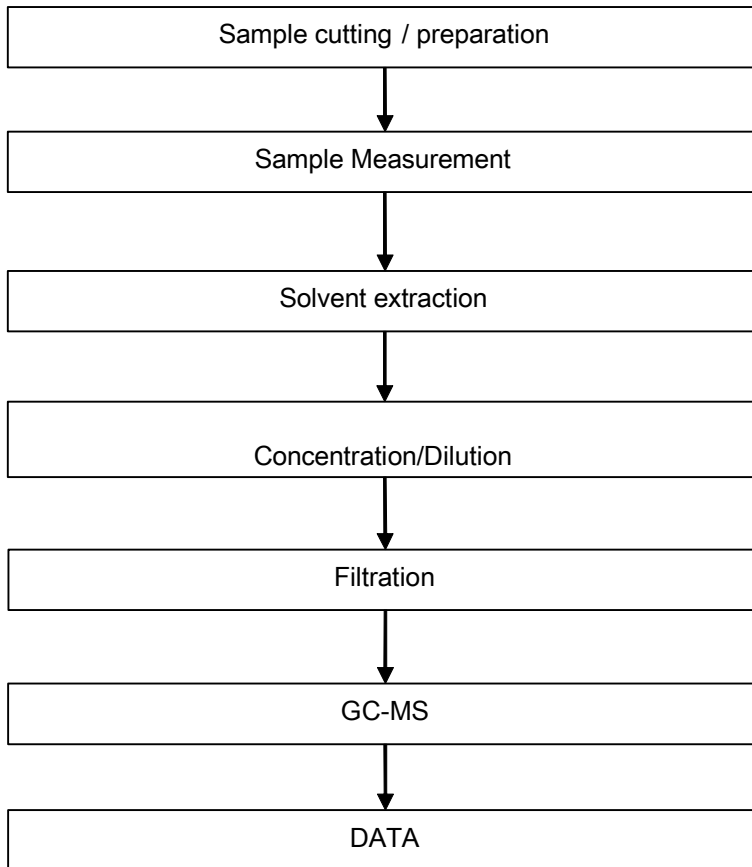 Sample cutting / preparation
Sample Measurement
Solvent extraction
Concentration/Dilution
Filtration
GC-MS
DATA